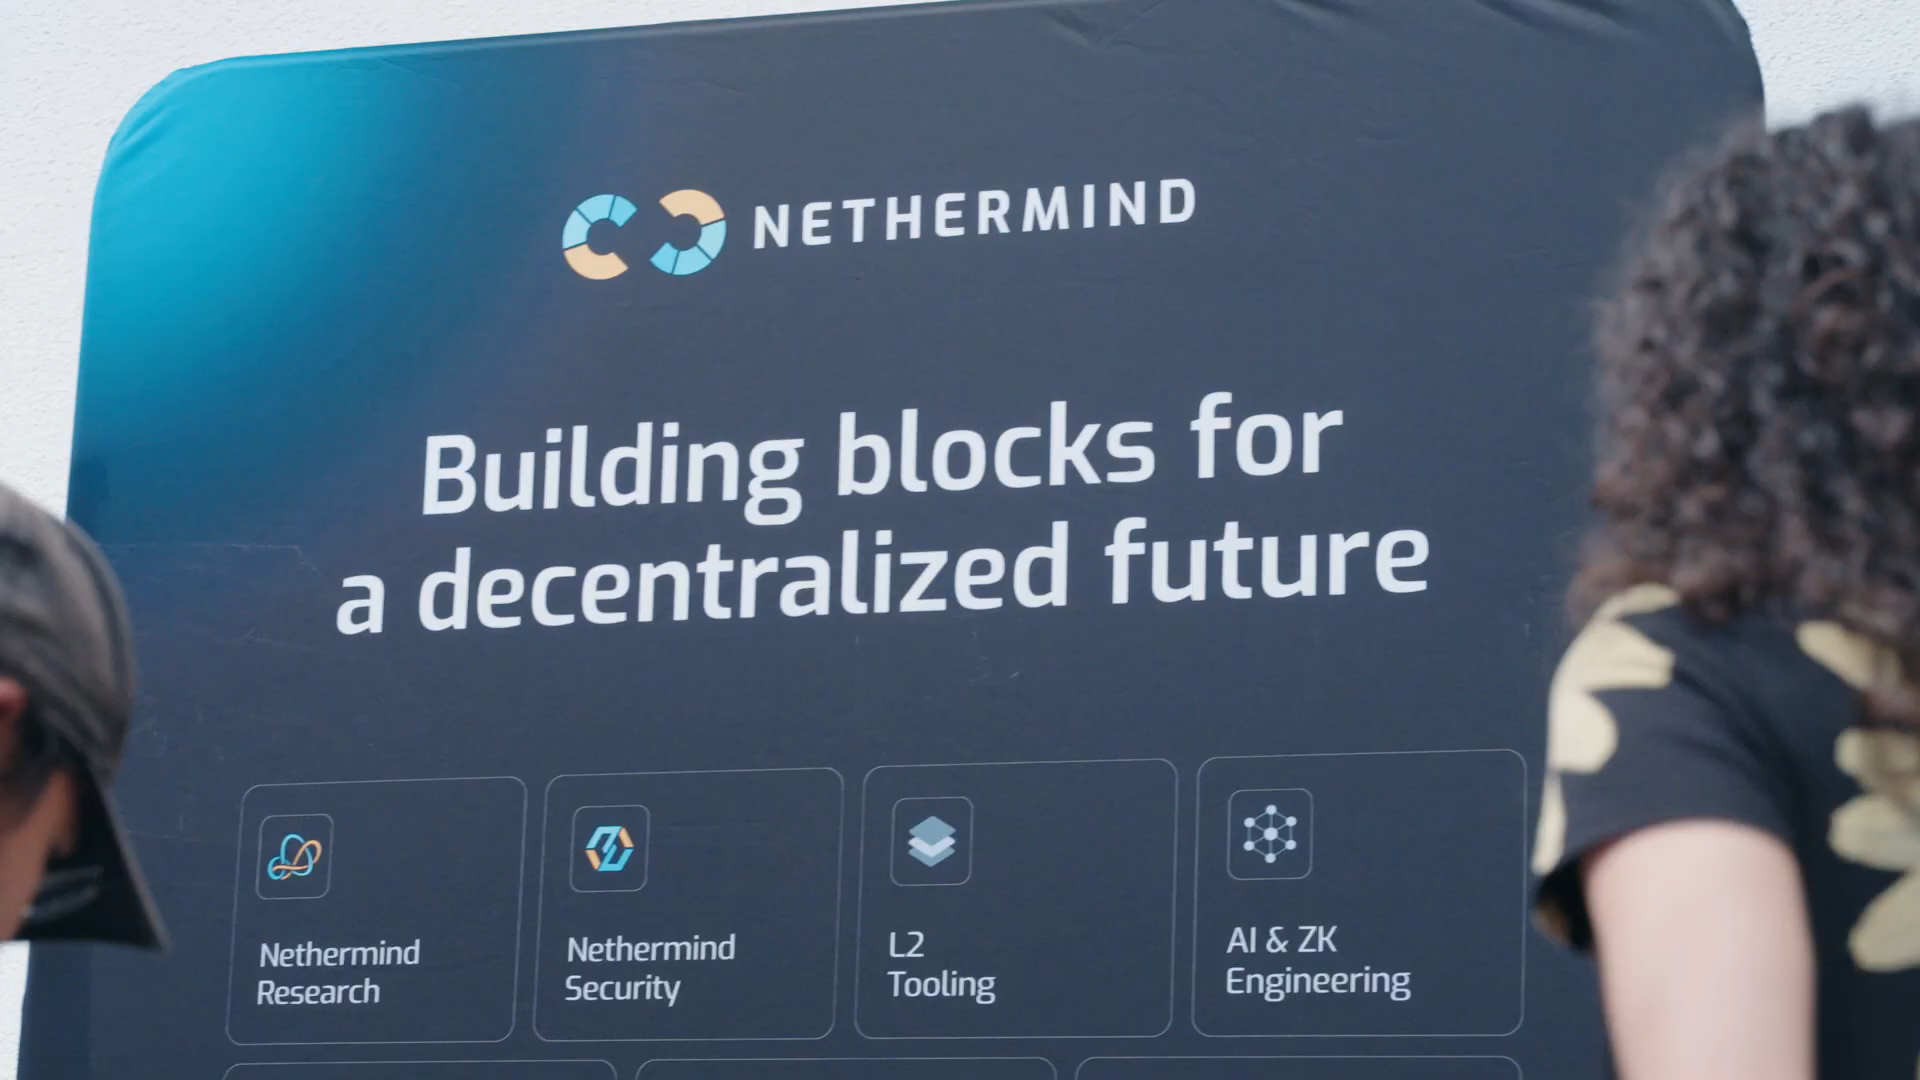 NETHERMIND
Building blocks for
a decentralized future
Nethermind
Research
Nethermind
Security
L2
Tooling
AI & ZK
Engineering